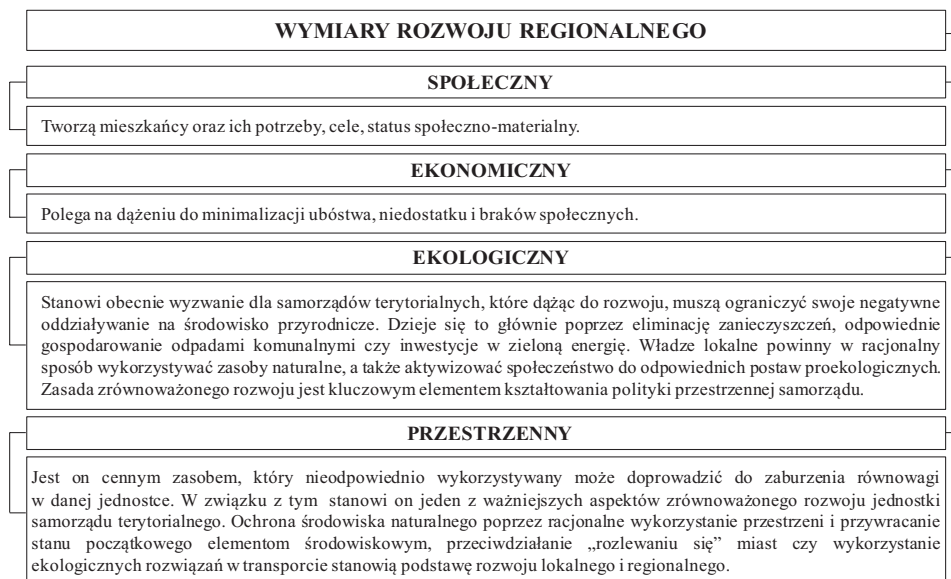 WYMIARY ROZWOJU REGIONALNEGO
SPOŁECZNY
Tworzą mieszkańcy oraz ich potrzeby, cele, status społeczno-materialny.
EKONOMICZNY
Polega na dążeniu do minimalizacji ubóstwa, niedostatku i braków społecznych.
EKOLOGICZNY
Stanowi obecnie wyzwanie dla samorządów terytorialnych, które dążąc do rozwoju, muszą ograniczyć swoje negatywne
oddziaływanie na środowisko przyrodnicze. Dzieje się to głównie poprzez eliminację zanieczyszczeń, odpowiednie
gospodarowanie odpadami komunalnymi czy inwestycje w zieloną energię. Władze lokalne powinny w racjonalny
sposób wykorzystywać zasoby naturalne, a także aktywizować społeczeństwo do odpowiednich postaw proekologicznych.
Zasada zrównoważonego rozwoju jest kluczowym elementem kształtowania polityki przestrzennej samorządu.
PRZESTRZENNY
Jest on cennym zasobem, który nieodpowiednio wykorzystywany może doprowadzić do zaburzenia równowagi
w danej jednostce. W związku z tym stanowi on jeden z ważniejszych aspektów zrównoważonego rozwoju jednostki
samorządu terytorialnego. Ochrona środowiska naturalnego poprzez racjonalne wykorzystanie przestrzeni i przywracanie
stanu początkowego elementom środowiskowym, przeciwdziałanie „rozlewaniu się” miast czy wykorzystanie
ekologicznych rozwiązań w transporcie stanowią podstawę rozwoju lokalnego i regionalnego.